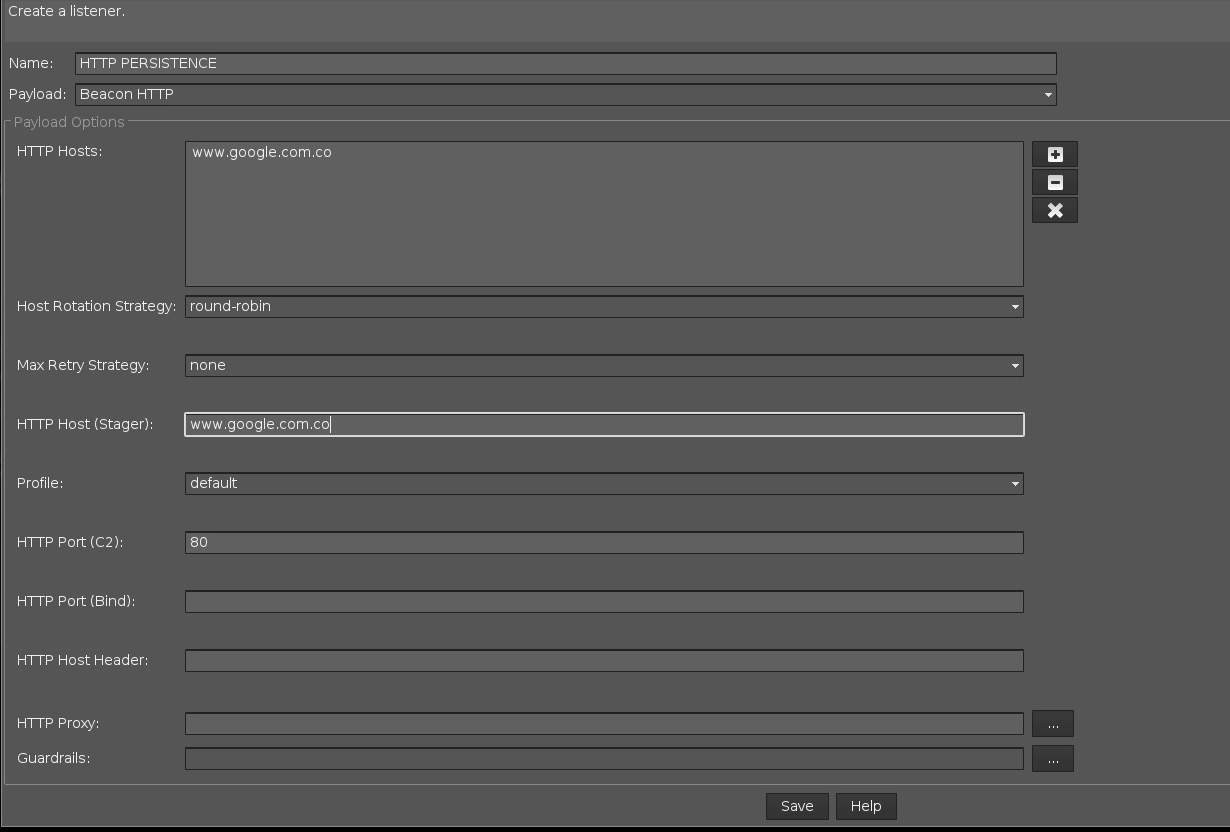 Create a listener.
Name: HTTP PERSISTENCE
Payload: Beacon HTTP
Payload Options
HTTP Hosts: www.google.com.co
Host Rotation Strategy: round-robin
Max Retry Strategy: none
HTTP Host (Stager): www.google.com.co
Profile: default
HTTP Port (C2): 80
HTTP Port (Bind):
HTTP Host Header:
HTTP Proxy: ...
Guardrails: ...
Save Help